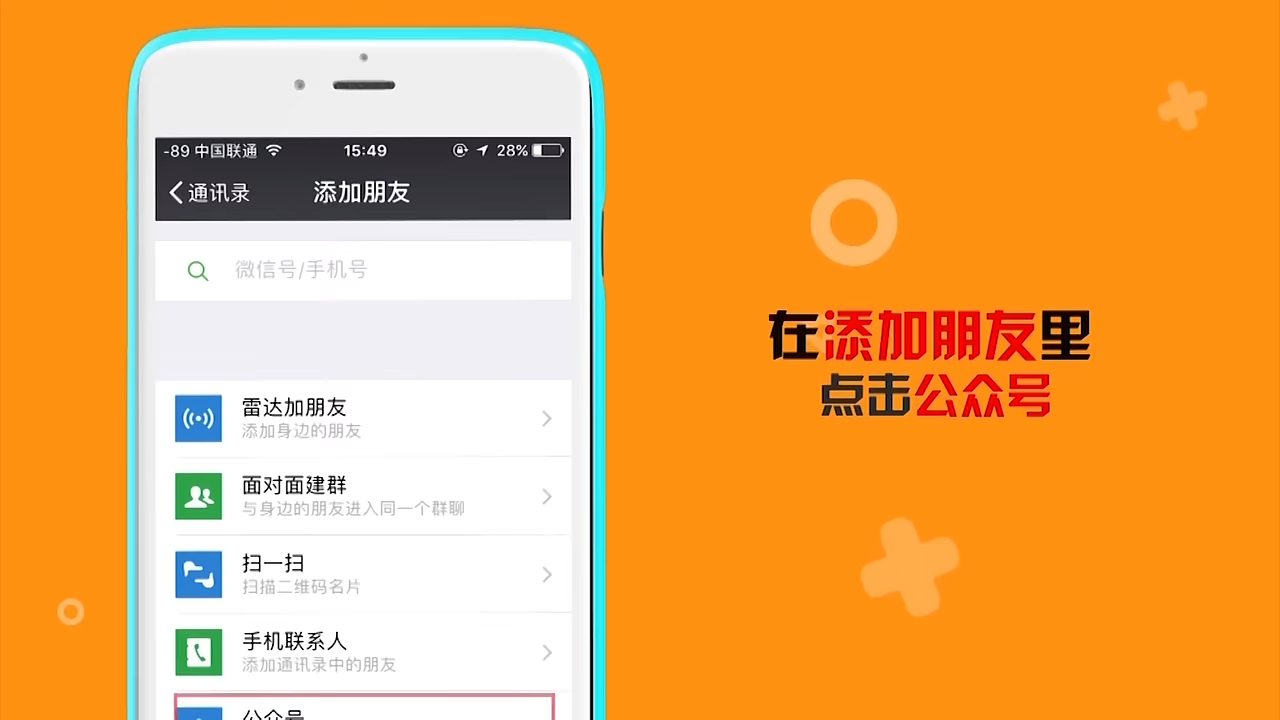 -89 中国联通 15:49 28%
通讯录 添加朋友
微信号/手机号
雷达加朋友
添加身边的朋友
面对面建群
与身边的朋友进入同一个群聊
扫一扫
扫描二维码名片
手机联系人
添加通讯录中的朋友
公众号
在添加朋友里
点击公众号